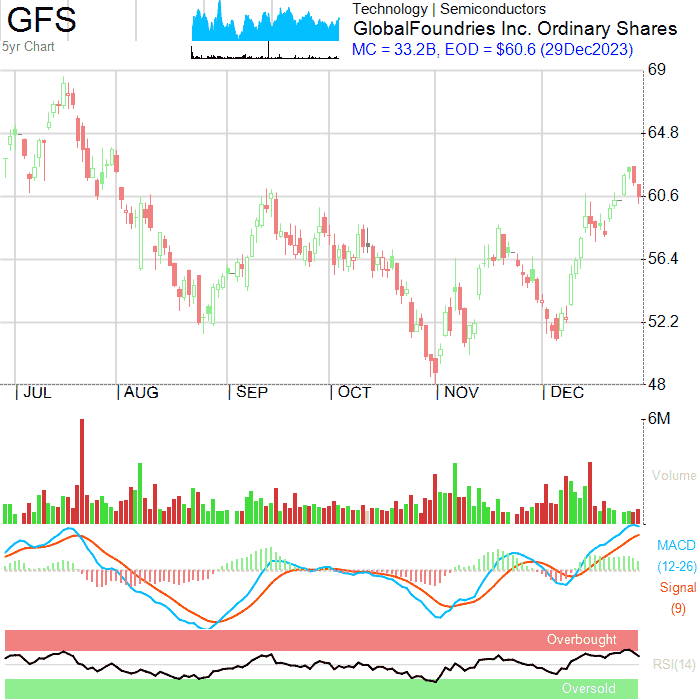 GFS
5yr Chart
Technology | Semiconductors
GlobalFoundries Inc. Ordinary Shares
MC = 33.2B, EOD = $60.6 (29Dec2023)
69
64.8
60.6
56.4
52.2
48
| JUL | AUG | SEP | OCT | NOV | DEC
6M
Volume
MACD
(12-26)
Signal
(9)
Overbought
RSI(14)
Oversold